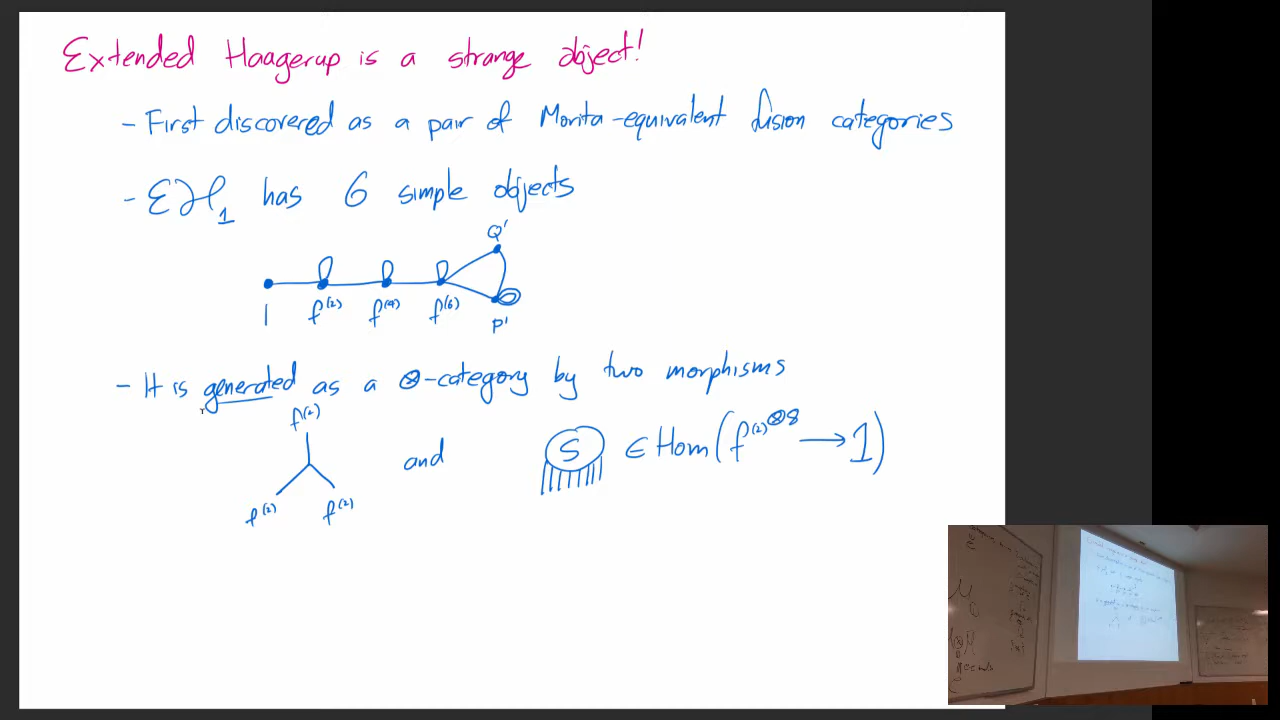 Extended Haagerup is a strange object!
- First discovered as a pair of Morita-equivalent fusion categories
- EH₁ has 6 simple objects
Q'
1 f⁽²⁾ f⁽⁴⁾ f⁽⁶⁾ P'
- It is generated as a ⊗-category by two morphisms
f⁽²⁾
and S ∈ Hom(f⁽²⁾⊗8 → 1)
f⁽²⁾ f⁽²⁾